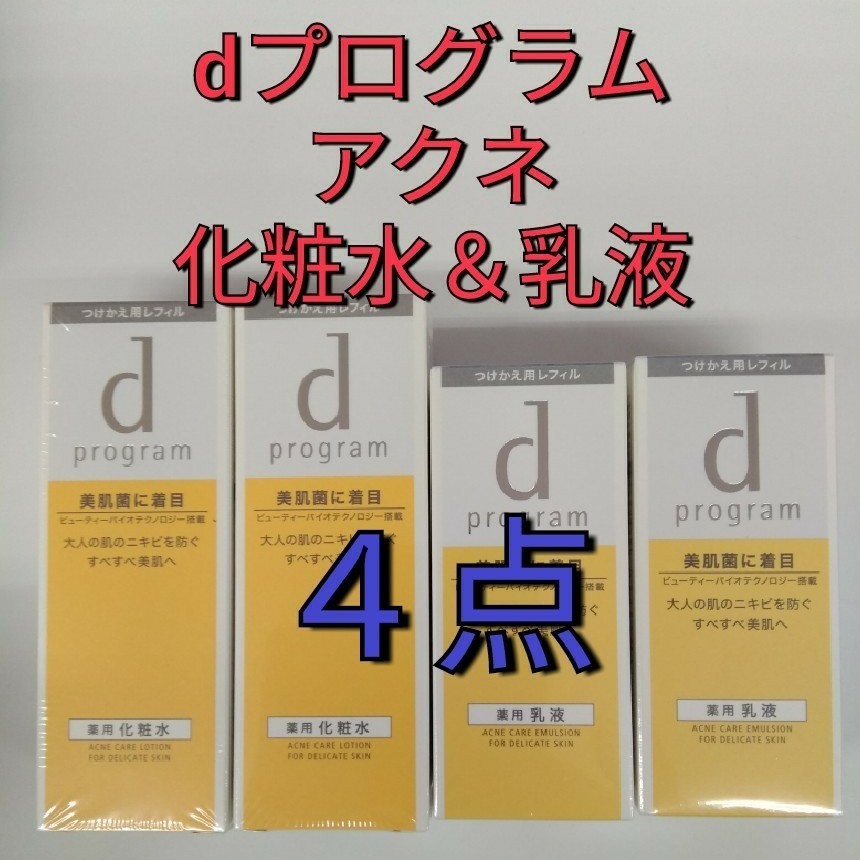 dプログラム
アクネ
化粧水&乳液
4点
つけかえ用レフィル
d
program
美肌菌に着目
ビューティーバイオテクノロジー搭載
大人の肌のニキビを防ぐ
すべすべ美肌へ
薬用 化粧水
ACNE CARE LOTION
FOR DELICATE SKIN
つけかえ用レフィル
d
program
美肌菌に着目
ビューティーバイオテクノロジー搭載
薬用 化粧水
ACNE CARE LOTION
FOR DELICATE SKIN
つけかえ用レフィル
d
program
薬用 乳液
ACNE CARE EMULSION
FOR DELICATE SKIN
つけかえ用レフィル
d
program
美肌菌に着目
ビューティーバイオテクノロジー搭載
大人の肌のニキビを防ぐ
すべすべ美肌へ
薬用 乳液
ACNE CARE EMULSION
FOR DELICATE SKIN